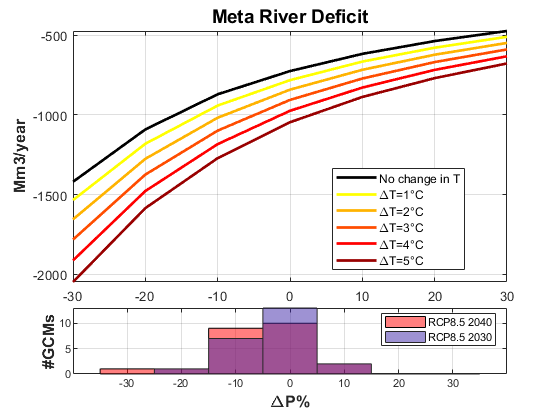 Meta River Deficit
-500
-1000
-1500
-2000
Mm3/year
No change in T
ΔT=1°C
ΔT=2°C
ΔT=3°C
ΔT=4°C
ΔT=5°C
-30 -20 -10 0 10 20 30
10
5
0
#GCMs
RCP8.5 2040
RCP8.5 2030
-30 -20 -10 0 10 20 30
ΔP%